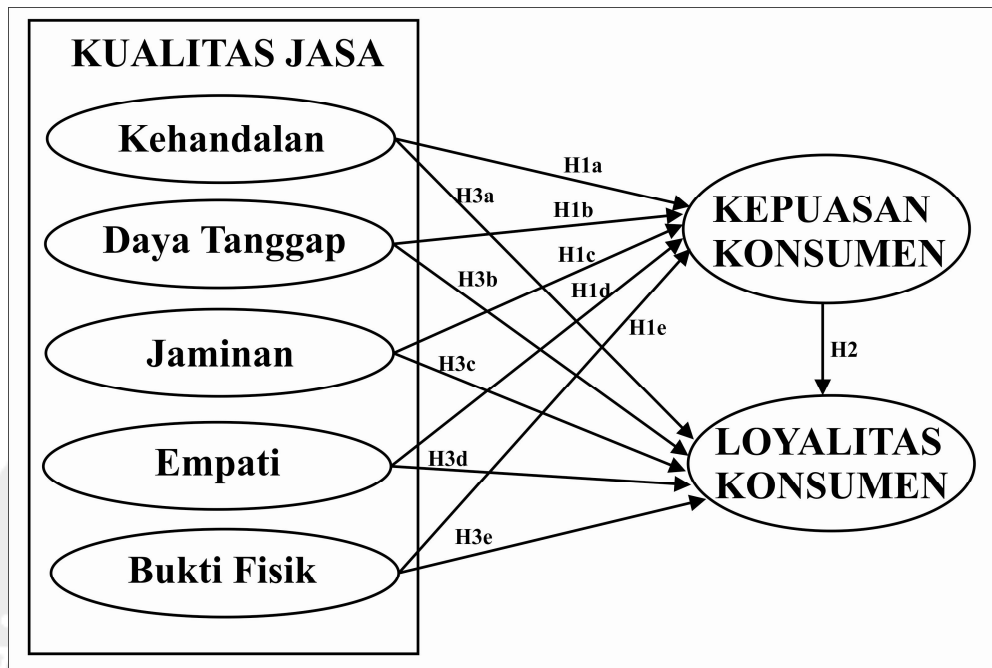 KUALITAS JASA
Kehandalan
Daya Tanggap
Jaminan
Empati
Bukti Fisik
H1a
H3a
H1b
H1c
H3b
H1d
H1e
H3c
H3d
H3e
KEPUASAN
KONSUMEN
H2
LOYALITAS
KONSUMEN